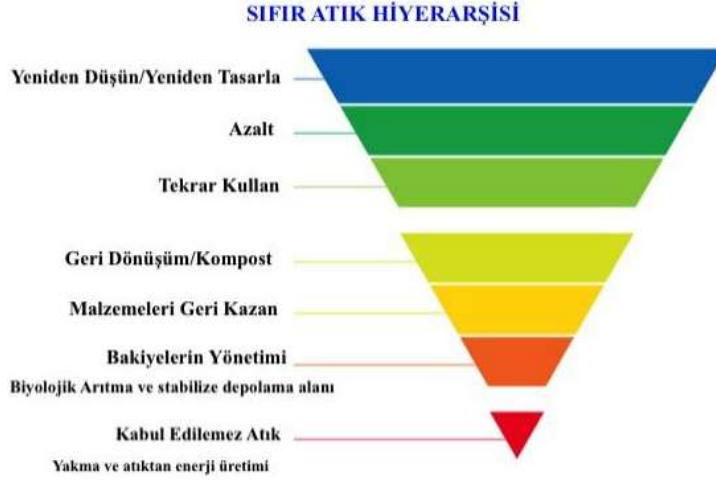 SIFIR ATIK HİYERARŞİSİ
Yeniden Düşün/Yeniden Tasarla
Azalt
Tekrar Kullan
Geri Dönüşüm/Kompost
Malzemeleri Geri Kazan
Bakiyelerin Yönetimi
Biyolojik Arıtma ve stabilize depolama alanı
Kabul Edilemez Atık
Yakma ve atıktan enerji üretimi